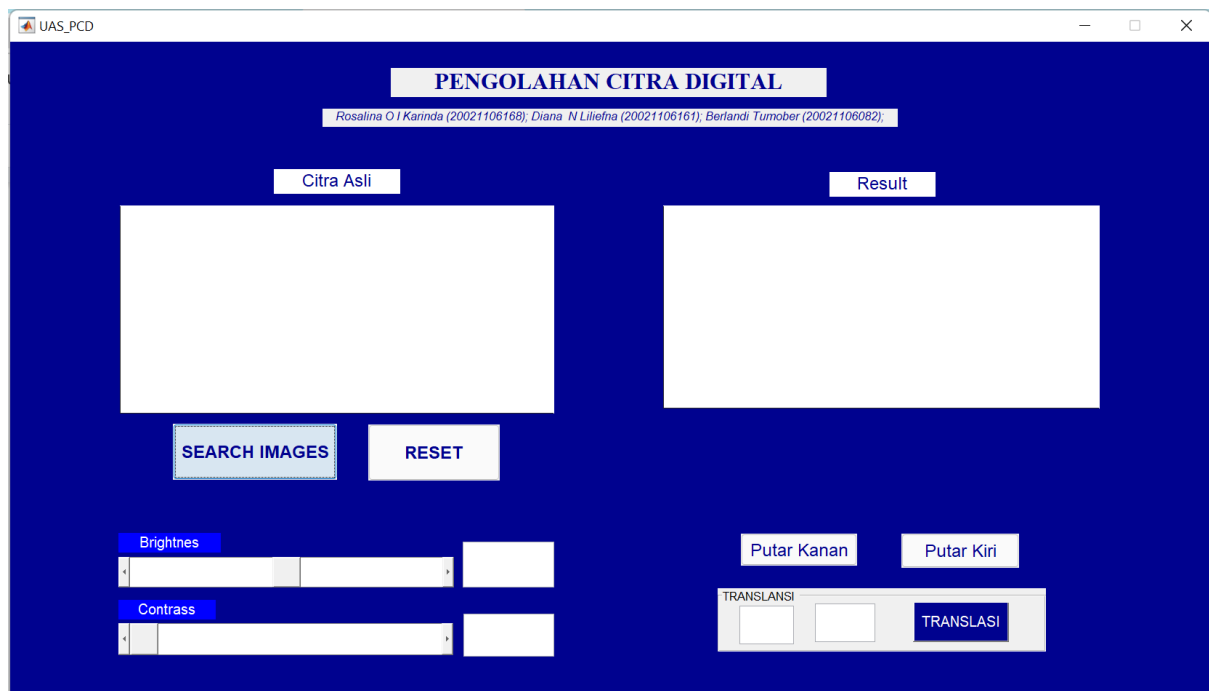 UAS_PCD
PENGOLAHAN CITRA DIGITAL
Rosalina O I Karinda (20021106168); Diana N Liliefna (20021106161); Berlandi Tumober (20021106082);
Citra Asli
Result
SEARCH IMAGES
RESET
Brightnes
Contrass
Putar Kanan
Putar Kiri
TRANSLANSI
TRANSLASI